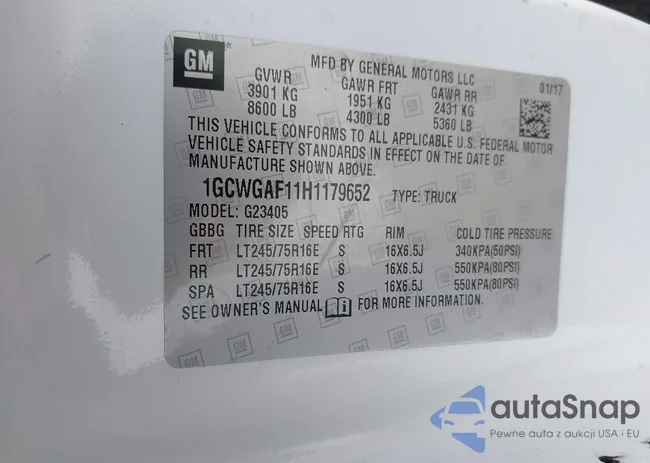 GM
MFD BY GENERAL MOTORS LLC
01/17
GVWR GAWR FRT GAWR RR
3901 KG 1951 KG 2431 KG
8600 LB 4300 LB 5360 LB
THIS VEHICLE CONFORMS TO ALL APPLICABLE U.S. FEDERAL MOTOR
VEHICLE SAFETY STANDARDS IN EFFECT ON THE DATE OF
MANUFACTURE SHOWN ABOVE.
1GCWGAF11H1179652 TYPE: TRUCK
MODEL: G23405
GBBG TIRE SIZE SPEED RTG RIM COLD TIRE PRESSURE
FRT LT245/75R16E S 16X6.5J 340KPA(50PSI)
RR LT245/75R16E S 16X6.5J 550KPA(80PSI)
SPA LT245/75R16E S 16X6.5J 550KPA(80PSI)
SEE OWNER'S MANUAL FOR MORE INFORMATION.
autaSnap
Pewne auta z aukcji USA i EU